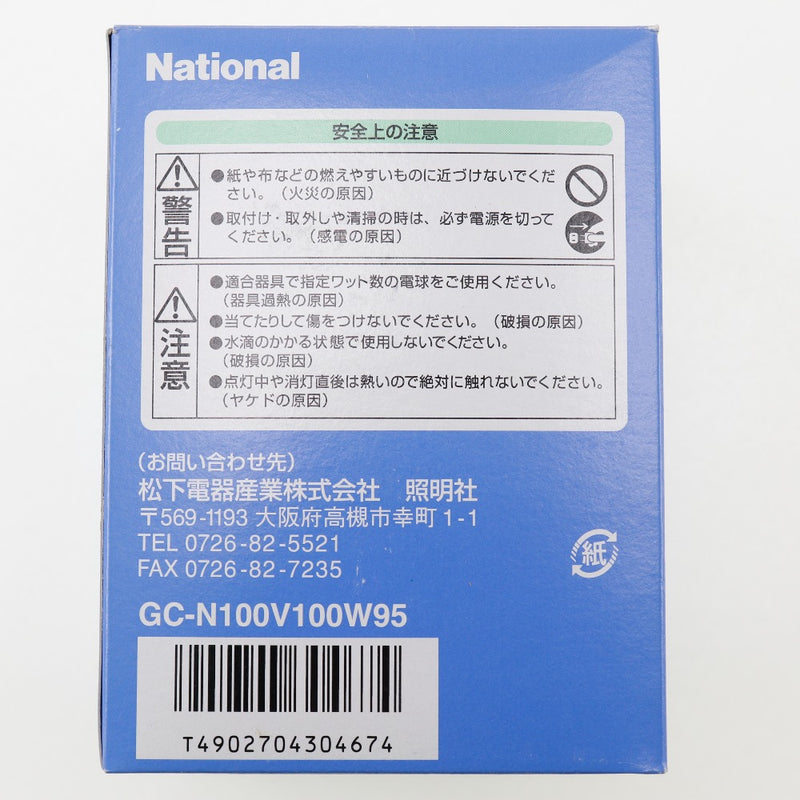 National
安全上の注意
警告
●紙や布などの燃えやすいものに近づけないでくだ
さい。（火災の原因）
●取付け・取外しや清掃の時は、必ず電源を切って
ください。（感電の原因）
注意
●適合器具で指定ワット数の電球をご使用ください。
（器具過熱の原因）
●当てたりして傷をつけないでください。（破損の原因）
●水滴のかかる状態で使用しないでください。
（破損の原因）
●点灯中や消灯直後は熱いので絶対に触れないでください。
（ヤケドの原因）
（お問い合わせ先）
松下電器産業株式会社　照明社
〒569-1193 大阪府高槻市幸町1-1
TEL 0726-82-5521
FAX 0726-82-7235
紙
GC-N100V100W95
T4902704304674